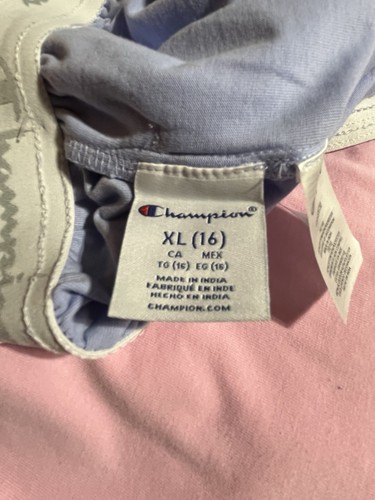 Champion®
XL (16)
CA MEX
TG (16) EG (16)
MADE IN INDIA
FABRIQUÉ EN INDE
HECHO EN INDIA
CHAMPION.COM